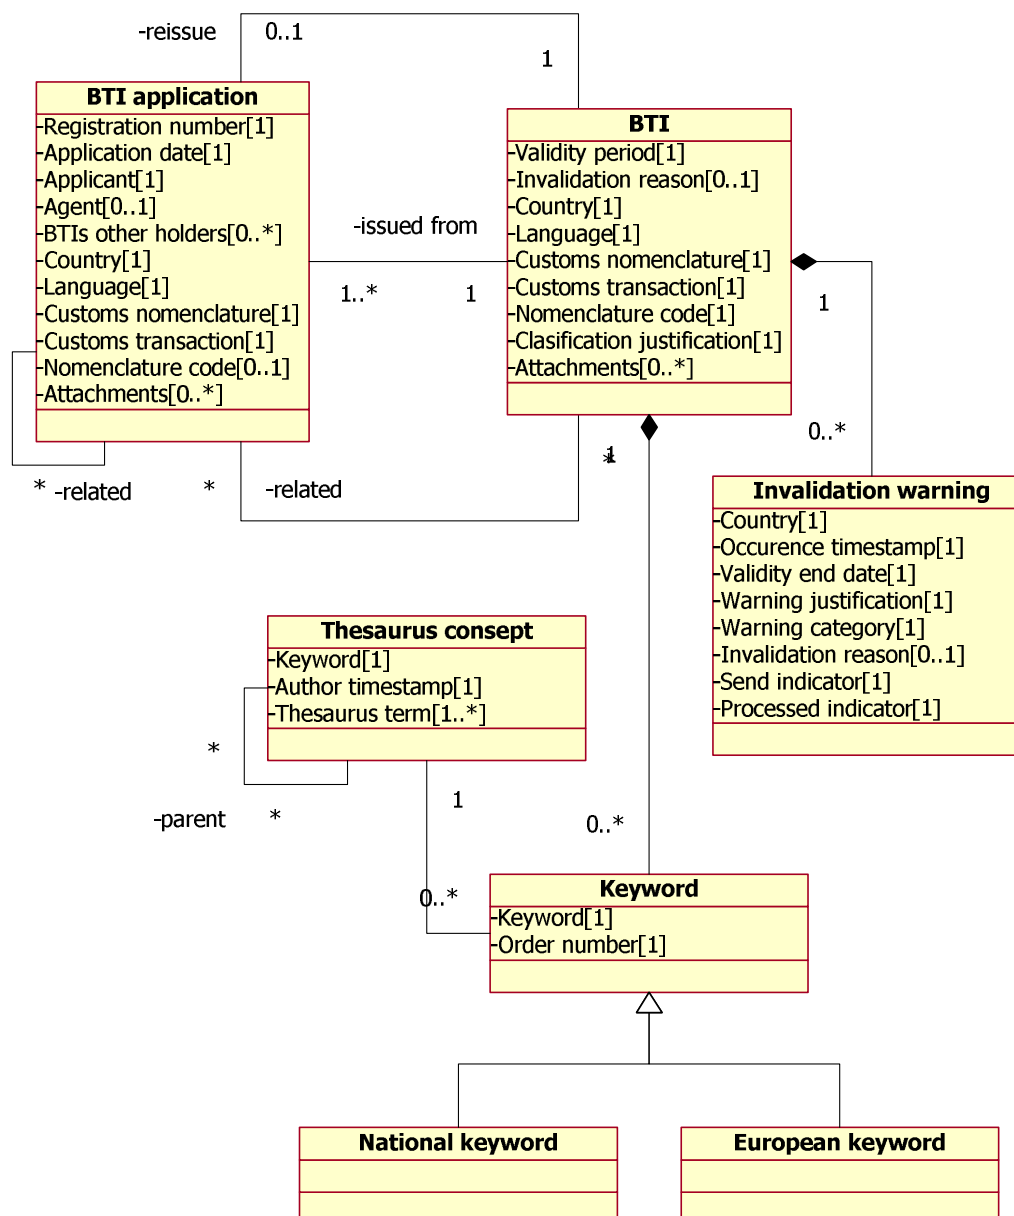 -reissue
0..1
1
BTI application
-Registration number[1]
-Application date[1]
-Applicant[1]
-Agent[0..1]
-BTIs other holders[0..*]
-Country[1]
-Language[1]
-Customs nomenclature[1]
-Customs transaction[1]
-Nomenclature code[0..1]
-Attachments[0..*]
BTI
-Validity period[1]
-Invalidation reason[0..1]
-Country[1]
-Language[1]
-Customs nomenclature[1]
-Customs transaction[1]
-Nomenclature code[1]
-Clasification justification[1]
-Attachments[0..*]
-issued from
1..*
1
1
0..*
*
-related
*
-related
*
1
Invalidation warning
-Country[1]
-Occurence timestamp[1]
-Validity end date[1]
-Warning justification[1]
-Warning category[1]
-Invalidation reason[0..1]
-Send indicator[1]
-Processed indicator[1]
Thesaurus consept
-Keyword[1]
-Author timestamp[1]
-Thesaurus term[1..*]
*
-parent
*
1
0..*
0..*
Keyword
-Keyword[1]
-Order number[1]
National keyword
European keyword